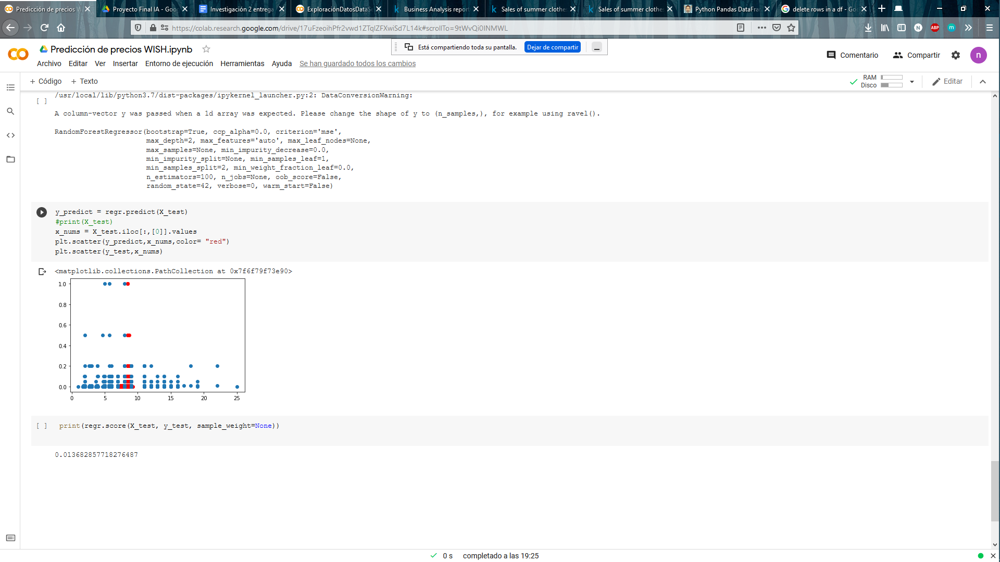 Predicción de precios W
Proyecto Final IA - Goo
Investigación 2 entrega
ExploraciónDatosDataS
Business Analysis report
Sales of summer clothe
Sales of summer clothe
Python Pandas DataFra
delete rows in a df - Go
https://colab.research.google.com/drive/17uFzeoihPfr2vwd1ZTqlZFXwiSd7L14k#scrollTo=9tWvQi0INMWL
N
ABP
m
Predicción de precios WISH.ipynb
Está compartiendo toda su pantalla.
Dejar de compartir
Comentario
Compartir
n
Archivo Editar Ver Insertar Entorno de ejecución Herramientas Ayuda Se han guardado todos los cambios
+ Código + Texto
RAM
Disco
Editar
/usr/local/lib/python3.7/dist-packages/ipykernel_launcher.py:2: DataConversionWarning:
[ ]
A column-vector y was passed when a 1d array was expected. Please change the shape of y to (n_samples,), for example using ravel().
RandomForestRegressor(bootstrap=True, ccp_alpha=0.0, criterion='mse',
max_depth=2, max_features='auto', max_leaf_nodes=None,
max_samples=None, min_impurity_decrease=0.0,
min_impurity_split=None, min_samples_leaf=1,
min_samples_split=2, min_weight_fraction_leaf=0.0,
n_estimators=100, n_jobs=None, oob_score=False,
random_state=42, verbose=0, warm_start=False)
y_predict = regr.predict(X_test)
#print(X_test)
x_nums = X_test.iloc[:,[0]].values
plt.scatter(y_predict,x_nums,color= "red")
plt.scatter(y_test,x_nums)
<matplotlib.collections.PathCollection at 0x7f6f79f73e90>
1.0
0.8
0.6
0.4
0.2
0.0
0 5 10 15 20 25
[ ] print(regr.score(X_test, y_test, sample_weight=None))
0.013682857718276487
0 s completado a las 19:25